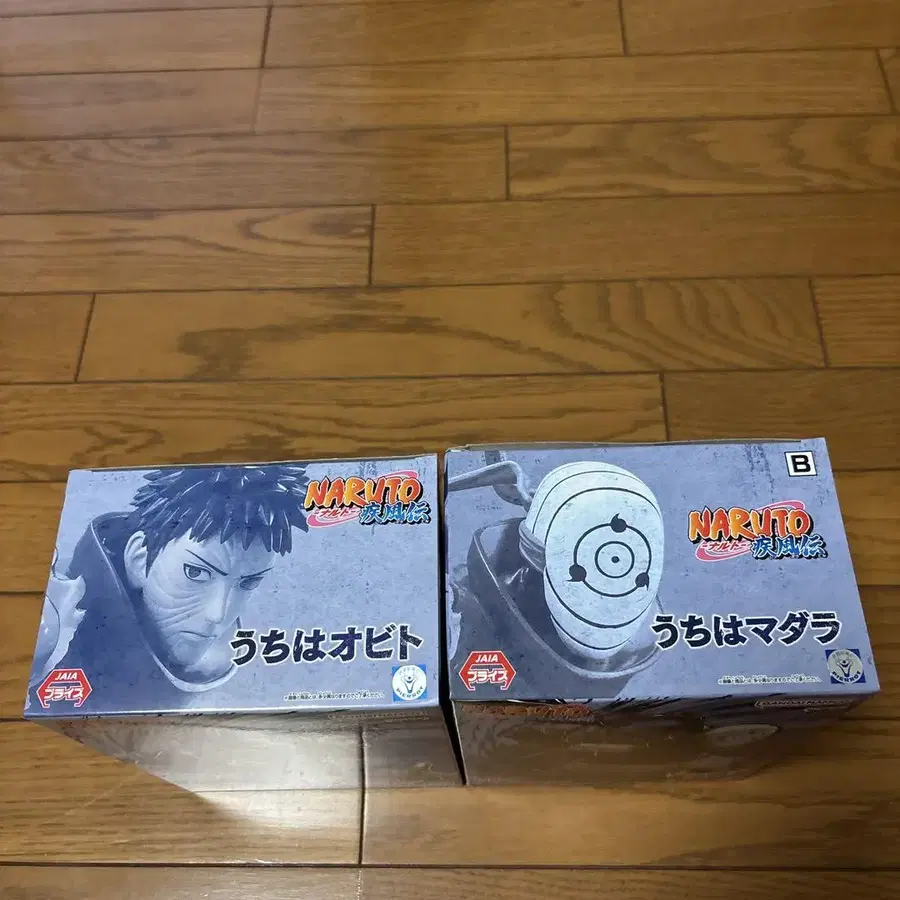 NARUTO
-ナルト-
疾風伝
うちはオビト
JAIA
プライズ
B
NARUTO
-ナルト-
疾風伝
うちはマダラ
JAIA
プライズ